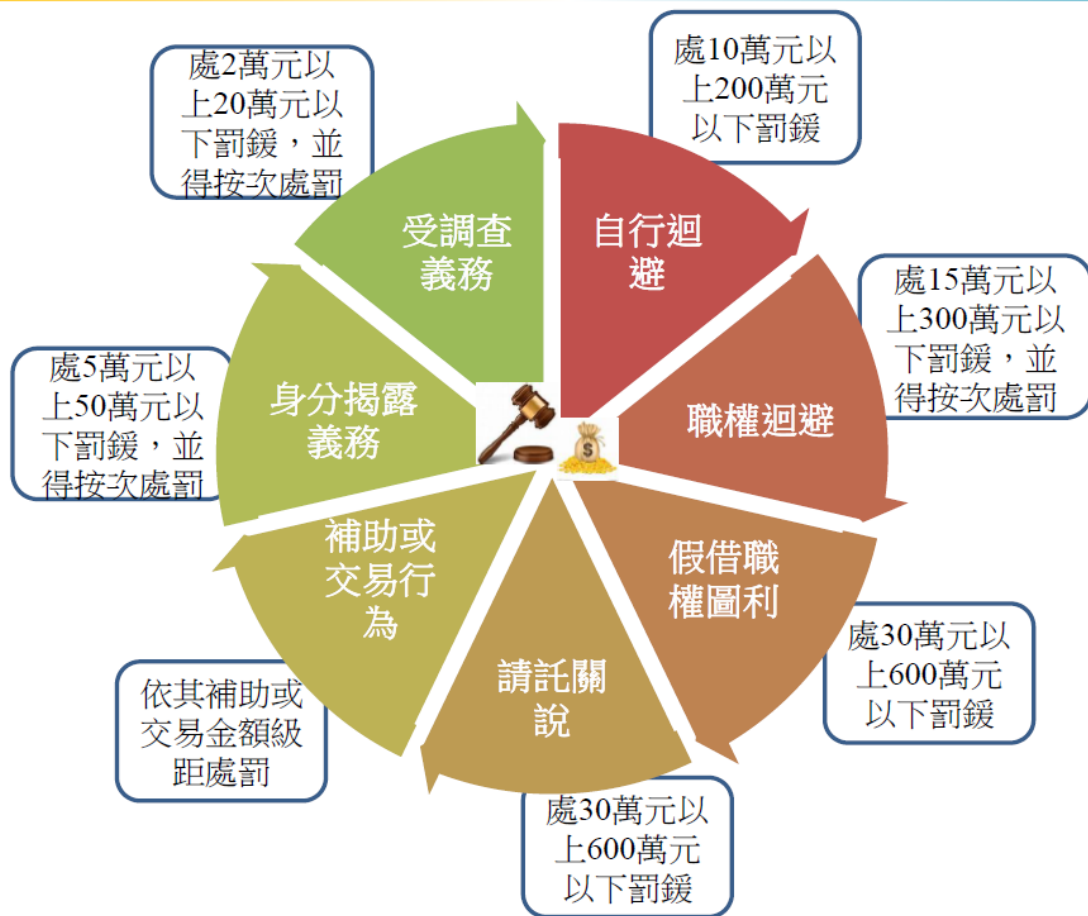 處10萬元以
上200萬元
以下罰鍰
自行迴
避
處15萬元以
上300萬元以
下罰鍰，並
得按次處罰
職權迴避
處30萬元以
上600萬元
以下罰鍰
假借職
權圖利
處30萬元以
上600萬元
以下罰鍰
請託關
說
依其補助或
交易金額級
距處罰
補助或
交易行
為
處5萬元以
上50萬元以
下罰鍰，並
得按次處罰
身分揭露
義務
處2萬元以
上20萬元以
下罰鍰，並
得按次處罰
受調查
義務
$